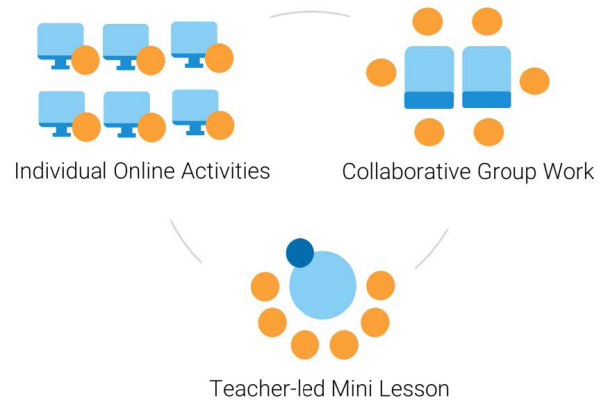 Individual Online Activities
Collaborative Group Work
Teacher-led Mini Lesson